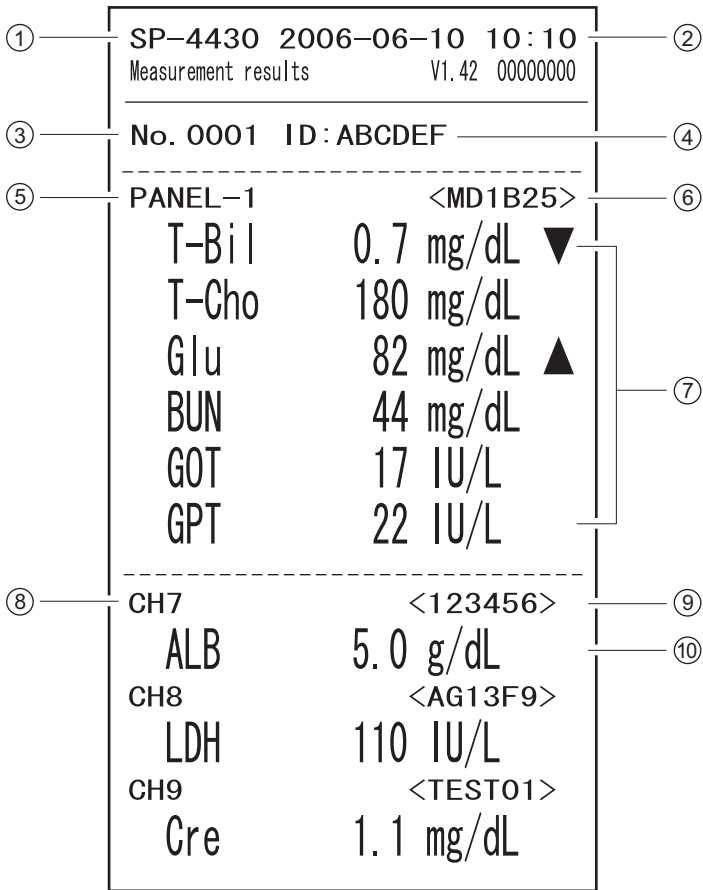 ① SP-4430 2006-06-10 10:10 ②
Measurement results V1.42 00000000
③ No.0001 ID:ABCDEF ④
⑤ PANEL-1 <MD1B25> ⑥
T-Bil 0.7 mg/dL ▼
T-Cho 180 mg/dL
Glu 82 mg/dL ▲
⑦
BUN 44 mg/dL
GOT 17 IU/L
GPT 22 IU/L
⑧ CH7 <123456> ⑨
ALB 5.0 g/dL ⑩
CH8 <AG13F9>
LDH 110 IU/L
CH9 <TEST01>
Cre 1.1 mg/dL